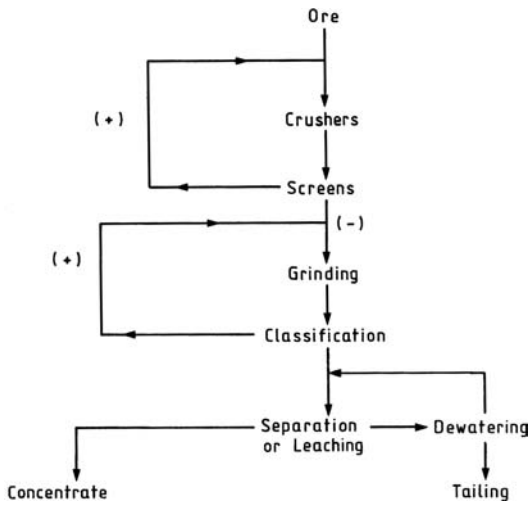 Ore
(+)
Crushers
Screens
(-)
(+)
Grinding
Classification
Separation
or Leaching
Dewatering
Concentrate
Tailing